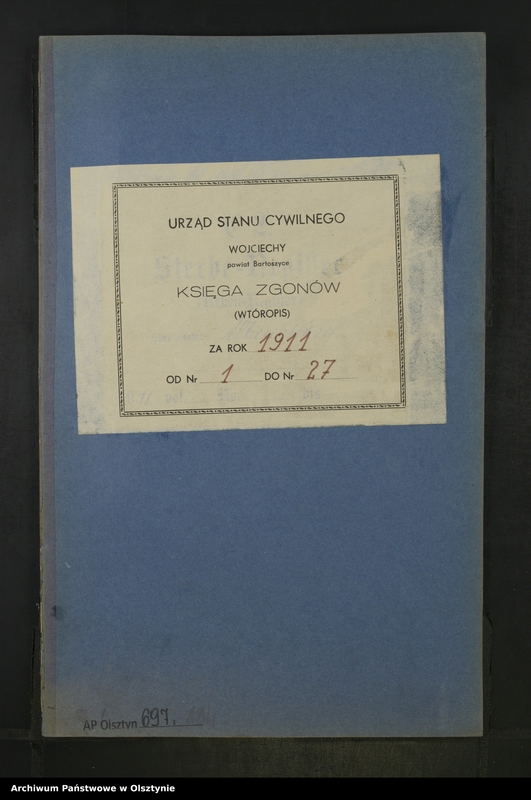 URZĄD STANU CYWILNEGO
WOJCIECHY
powiat Bartoszyce
KSIĘGA ZGONÓW
(WTÓROPIS)
ZA ROK 1911
OD Nr 1 DO Nr 27
AP Olsztyn 697.
Archiwum Państwowe w Olsztynie